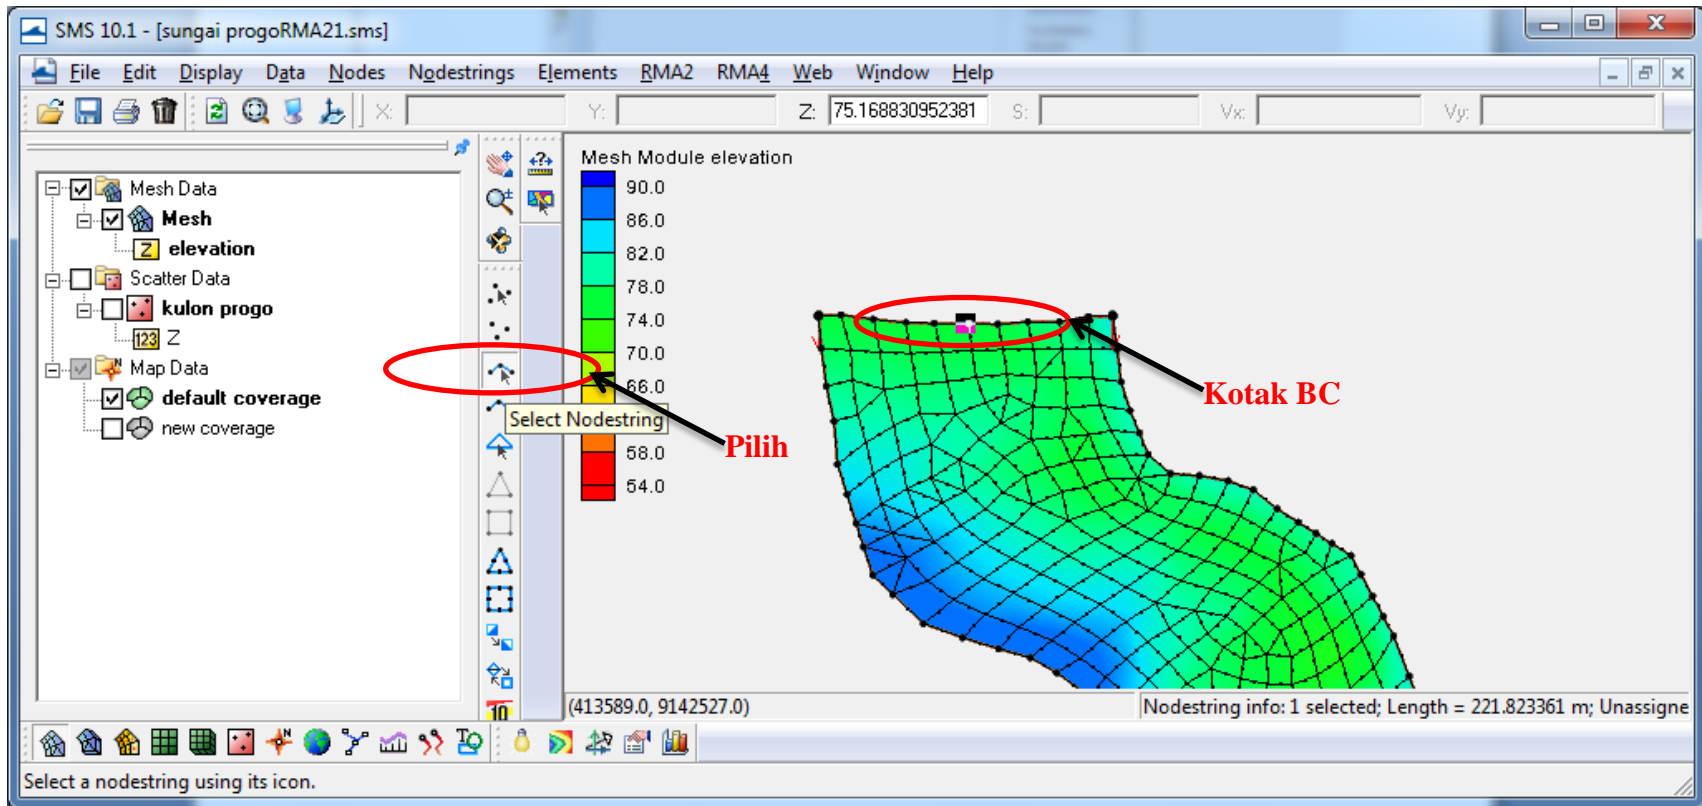 SMS 10.1 - [sungai progoRMA21.sms]
File Edit Display Data Nodes Nodestrings Elements RMA2 RMA4 Web Window Help
X: Y: Z: 75.168830952381 S: Vx: Vy:
Mesh Data
Mesh
Z elevation
Scatter Data
kulon progo
123 Z
Map Data
default coverage
new coverage
Mesh Module elevation
90.0
86.0
82.0
78.0
74.0
70.0
66.0
58.0
54.0
Select Nodestring
Pilih
Kotak BC
10
(413589.0, 9142527.0)
Nodestring info: 1 selected; Length = 221.823361 m; Unassigne
Select a nodestring using its icon.